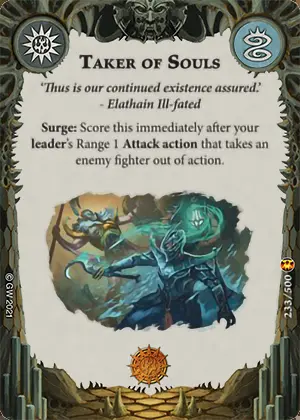 TAKER OF SOULS
‘Thus is our continued existence assured.’
- Elathain Ill-fated
Surge: Score this immediately after your
leader's Range 1 Attack action that takes an
enemy fighter out of action.
© GW 2021
233/500